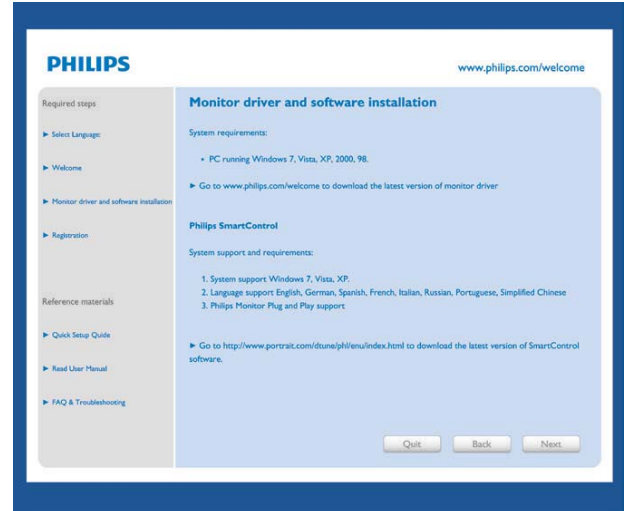 PHILIPS
www.philips.com/welcome
Required steps
► Select Language:
► Welcome
► Monitor driver and software installation
► Registration
Reference materials
► Quick Setup Quide
► Read User Manual
► FAQ & Troubleshooting
Monitor driver and software installation
System requirements:
• PC running Windows 7, Vista, XP, 2000, 98.
► Go to www.philips.com/welcome to download the latest version of monitor driver
Philips SmartControl
System support and requirements:
1. System support Windows 7, Vista, XP.
2. Language support English, German, Spanish, French, Italian, Russian, Portuguese, Simplified Chinese
3. Philips Monitor Plug and Play support
► Go to http://www.portrait.com/dtune/phl/enu/index.html to download the latest version of SmartControl
software.
Quit
Back
Next